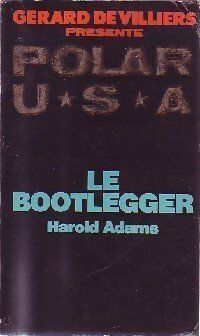 GERARD DE VILLIERS
PRESENTE
POLAR
U★S★A
LE
BOOTLEGGER
Harold Adams